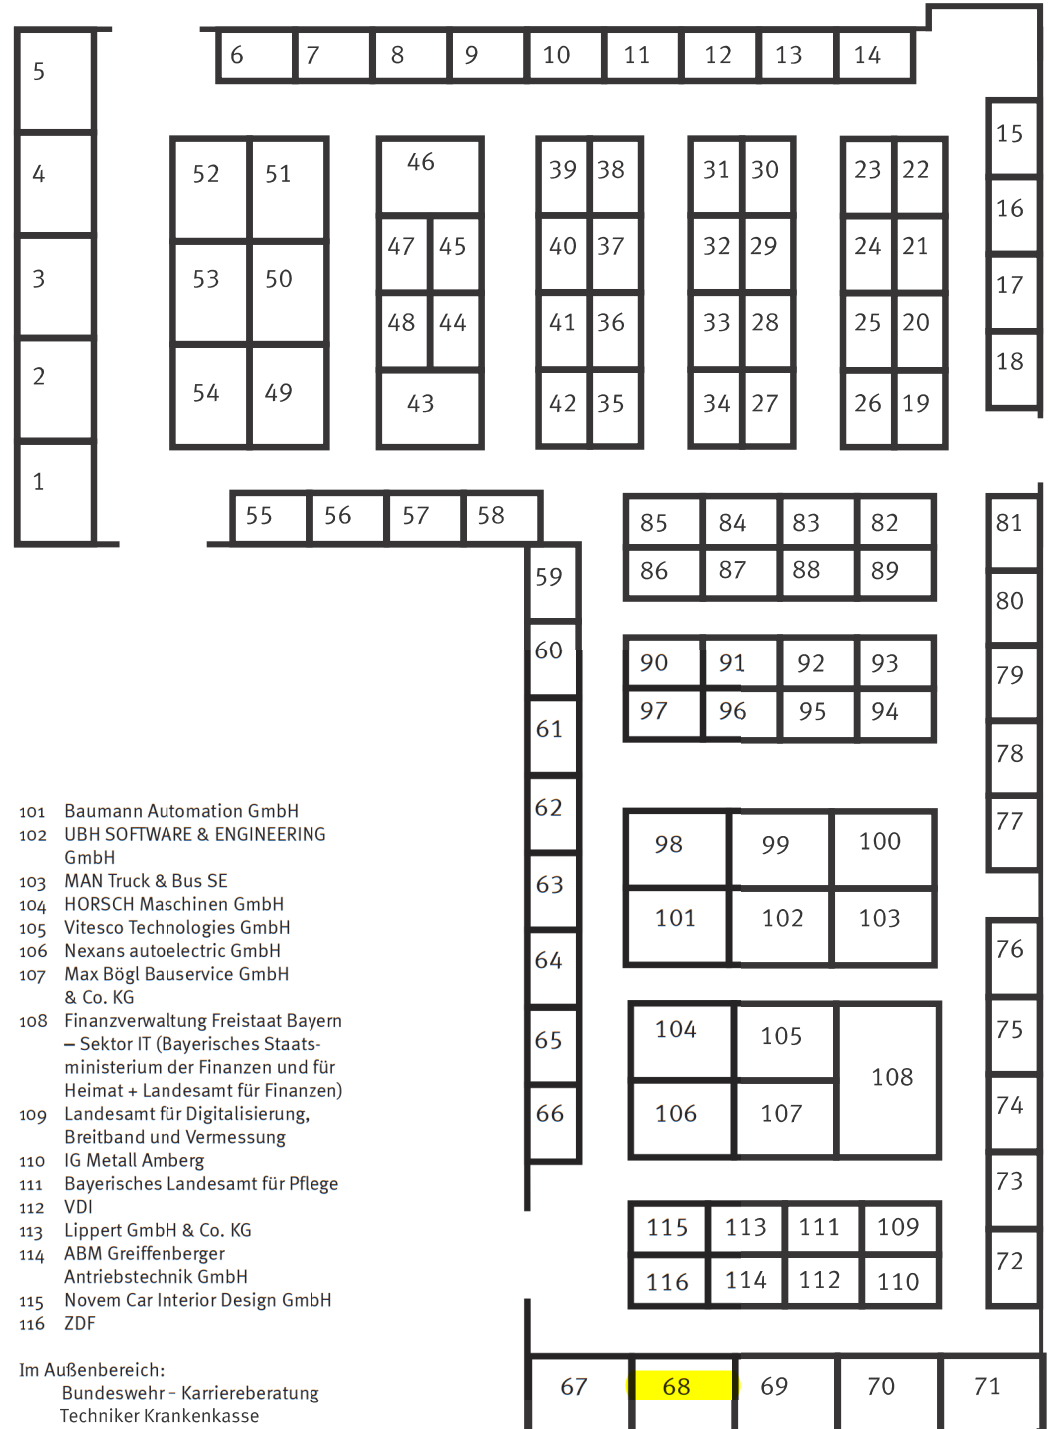 5
6 7 8 9 10 11 12 13 14
15
4
52 51
46
39 38
31 30
23 22
16
3
53 50
47 45
40 37
32 29
24 21
17
48 44
41 36
33 28
25 20
18
2
54 49
43
42 35
34 27
26 19
1
55 56 57 58
85 84 83 82
81
59
86 87 88 89
80
60
90 91 92 93
79
61
97 96 95 94
78
62
77
63
98 99 100
101 102 103
64
76
65
104 105
108
75
66
106 107
74
73
115 113 111 109
72
116 114 112 110
67 68 69 70 71
101 Baumann Automation GmbH
102 UBH SOFTWARE & ENGINEERING
GmbH
103 MAN Truck & Bus SE
104 HORSCH Maschinen GmbH
105 Vitesco Technologies GmbH
106 Nexans autoelectric GmbH
107 Max Bögl Bauservice GmbH
& Co. KG
108 Finanzverwaltung Freistaat Bayern
– Sektor IT (Bayerisches Staats-
ministerium der Finanzen und für
Heimat + Landesamt für Finanzen)
109 Landesamt für Digitalisierung,
Breitband und Vermessung
110 IG Metall Amberg
111 Bayerisches Landesamt für Pflege
112 VDI
113 Lippert GmbH & Co. KG
114 ABM Greiffenberger
Antriebstechnik GmbH
115 Novem Car Interior Design GmbH
116 ZDF
Im Außenbereich:
Bundeswehr – Karriereberatung
Techniker Krankenkasse